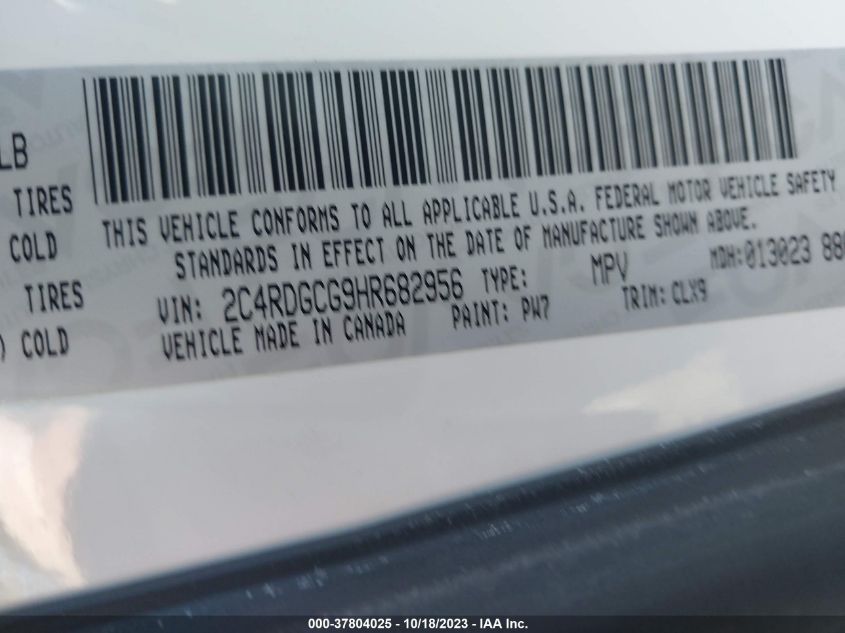 LB
TIRES
COLD
TIRES
) COLD
THIS VEHICLE CONFORMS TO ALL APPLICABLE U.S.A. FEDERAL MOTOR VEHICLE SAFETY
STANDARDS IN EFFECT ON THE DATE OF MANUFACTURE SHOWN ABOVE.
VIN: 2C4RDGCG9HR682956 TYPE: MPV MDH:013023 88
VEHICLE MADE IN CANADA PAINT: PW7 TRIM: CLX9
000-37804025 - 10/18/2023 - IAA Inc.